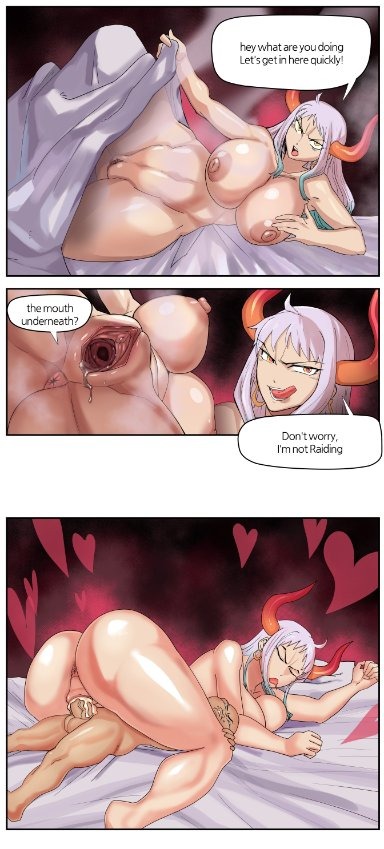 hey what are you doing
Let's get in here quickly!
the mouth
underneath?
Don't worry,
I'm not Raiding